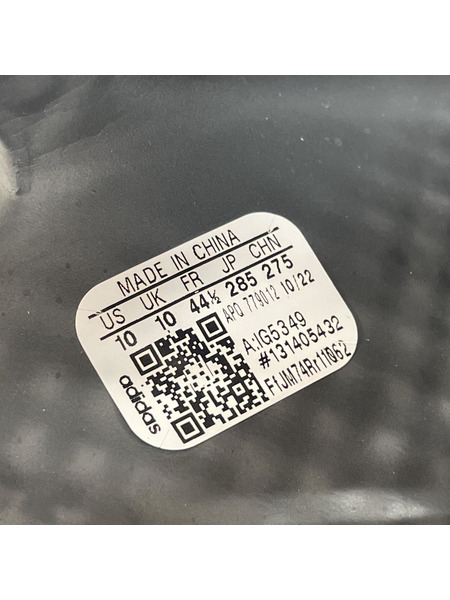 MADE IN CHINA
US UK FR JP CHN
10 10 44½ 285 275
APO 779012 10/22
A:IG5349
#131405432
F1JM74Rr11062
adidas